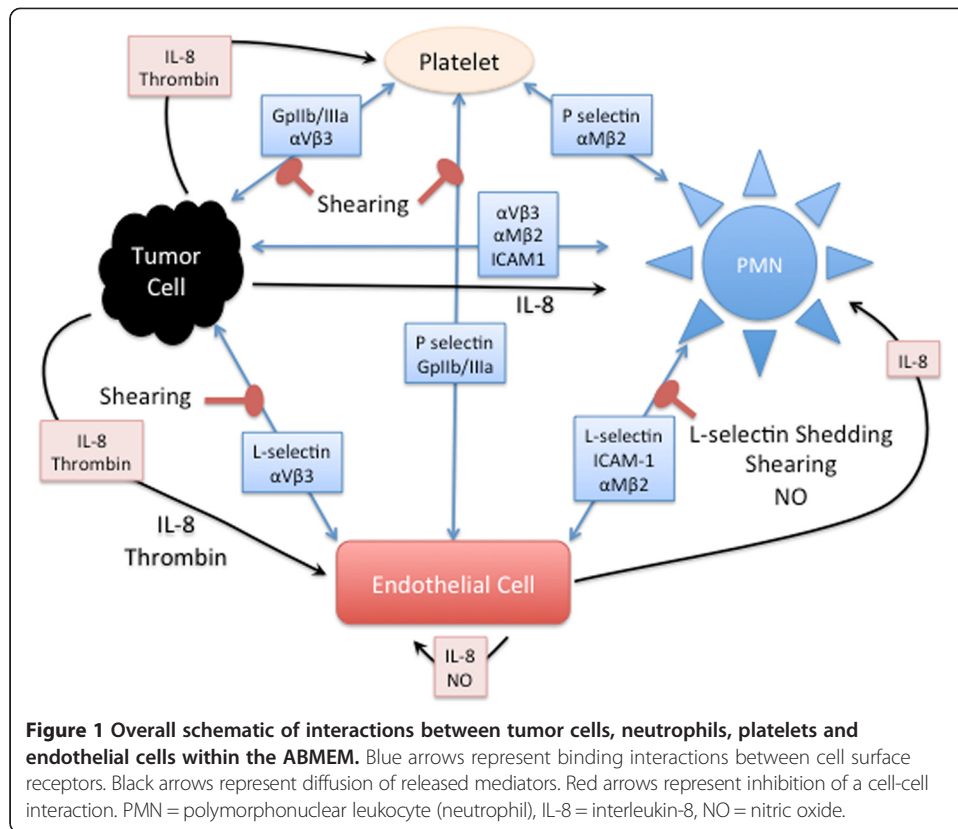 IL-8
Thrombin
Platelet
GpIIb/IIIa
αVβ3
P selectin
αMβ2
Shearing
αVβ3
αMβ2
ICAM1
Tumor
Cell
PMN
IL-8
P selectin
GpIIb/IIIa
IL-8
Shearing
L-selectin
αVβ3
L-selectin
ICAM-1
αMβ2
L-selectin Shedding
Shearing
NO
IL-8
Thrombin
IL-8
Thrombin
Endothelial Cell
IL-8
NO
Figure 1 Overall schematic of interactions between tumor cells, neutrophils, platelets and
endothelial cells within the ABMEM. Blue arrows represent binding interactions between cell surface
receptors. Black arrows represent diffusion of released mediators. Red arrows represent inhibition of a cell-cell
interaction. PMN = polymorphonuclear leukocyte (neutrophil), IL-8 = interleukin-8, NO = nitric oxide.